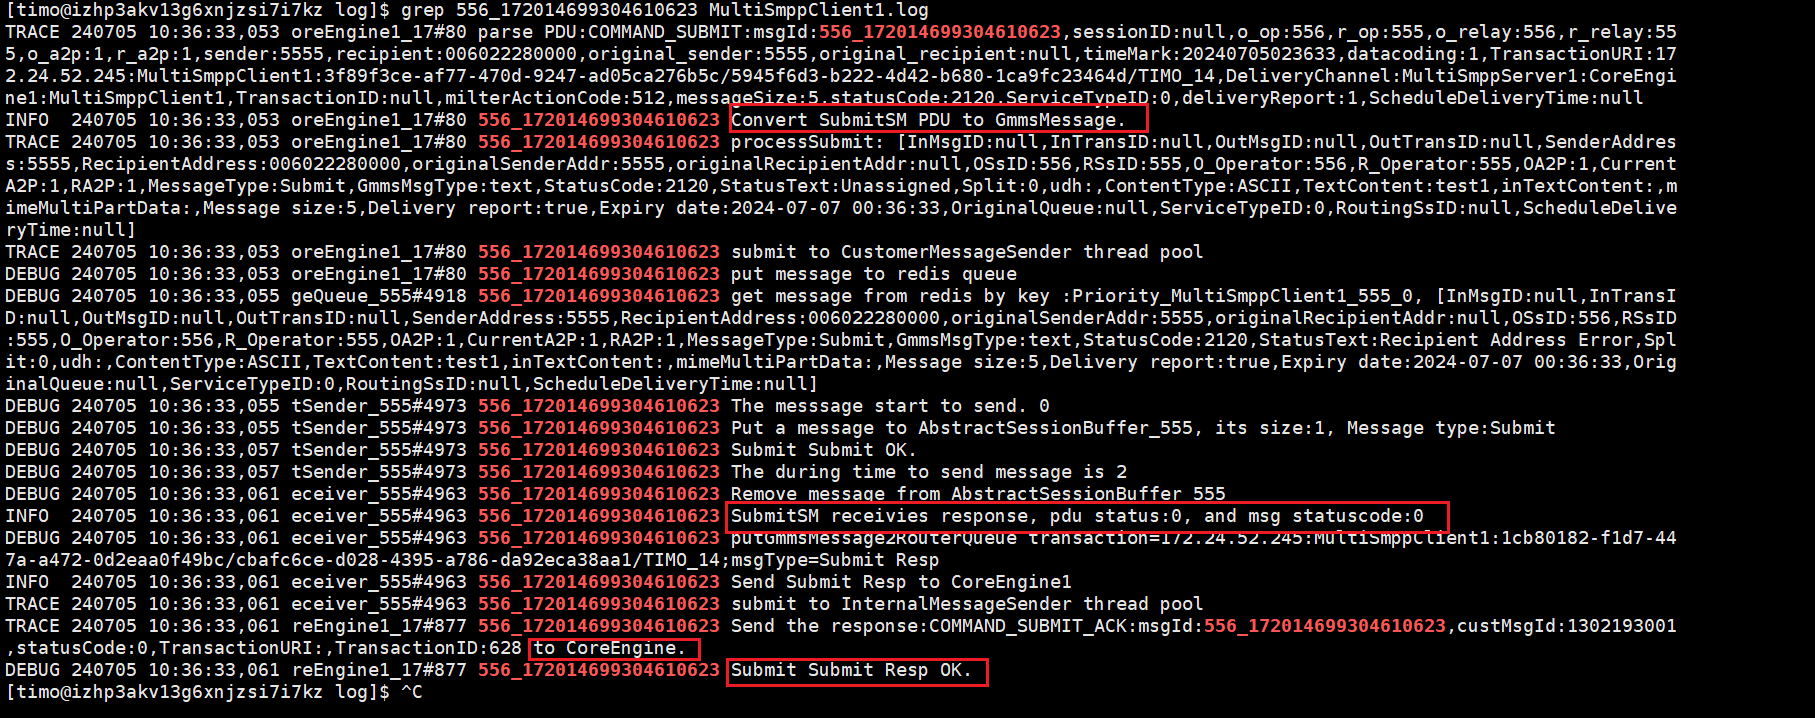 [timo@izhp3akv13g6xnjzsi7i7kz log]$ grep 556_172014699304610623 MultiSmppClient1.log
TRACE 240705 10:36:33,053 oreEngine1_17#80 parse PDU:COMMAND_SUBMIT:msgId:556_172014699304610623,sessionID:null,o_op:556,r_op:555,o_relay:556,r_relay:55
5,o_a2p:1,r_a2p:1,sender:5555,recipient:006022280000,original_sender:5555,original_recipient:null,timeMark:20240705023633,datacoding:1,TransactionURI:17
2.24.52.245:MultiSmppClient1:3f89f3ce-af77-470d-9247-ad05ca276b5c/5945f6d3-b222-4d42-b680-1ca9fc23464d/TIMO_14,DeliveryChannel:MultiSmppServer1:CoreEngi
ne1:MultiSmppClient1,TransactionID:null,milterActionCode:512,messageSize:5,statusCode:2120,ServiceTypeID:0,deliveryReport:1,ScheduleDeliveryTime:null
INFO  240705 10:36:33,053 oreEngine1_17#80 556_172014699304610623 Convert SubmitSM PDU to GmmsMessage.
TRACE 240705 10:36:33,053 oreEngine1_17#80 556_172014699304610623 processSubmit: [InMsgID:null,InTransID:null,OutMsgID:null,OutTransID:null,SenderAddres
s:5555,RecipientAddress:006022280000,originalSenderAddr:5555,originalRecipientAddr:null,OSsID:556,RSsID:555,O_Operator:556,R_Operator:555,OA2P:1,Current
A2P:1,RA2P:1,MessageType:Submit,GmmsMsgType:text,StatusCode:2120,StatusText:Unassigned,Split:0,udh:,ContentType:ASCII,TextContent:test1,inTextContent:,m
imeMultiPartData:,Message size:5,Delivery report:true,Expiry date:2024-07-07 00:36:33,OriginalQueue:null,ServiceTypeID:0,RoutingSsID:null,ScheduleDelive
ryTime:null]
TRACE 240705 10:36:33,053 oreEngine1_17#80 556_172014699304610623 submit to CustomerMessageSender thread pool
DEBUG 240705 10:36:33,053 oreEngine1_17#80 556_172014699304610623 put message to redis queue
DEBUG 240705 10:36:33,055 geQueue_555#4918 556_172014699304610623 get message from redis by key :Priority_MultiSmppClient1_555_0, [InMsgID:null,InTransI
D:null,OutMsgID:null,OutTransID:null,SenderAddress:5555,RecipientAddress:006022280000,originalSenderAddr:5555,originalRecipientAddr:null,OSsID:556,RSsID
:555,O_Operator:556,R_Operator:555,OA2P:1,CurrentA2P:1,RA2P:1,MessageType:Submit,GmmsMsgType:text,StatusCode:2120,StatusText:Recipient Address Error,Spl
it:0,udh:,ContentType:ASCII,TextContent:test1,inTextContent:,mimeMultiPartData:,Message size:5,Delivery report:true,Expiry date:2024-07-07 00:36:33,Orig
inalQueue:null,ServiceTypeID:0,RoutingSsID:null,ScheduleDeliveryTime:null]
DEBUG 240705 10:36:33,055 tSender_555#4973 556_172014699304610623 The messsage start to send. 0
DEBUG 240705 10:36:33,055 tSender_555#4973 556_172014699304610623 Put a message to AbstractSessionBuffer_555, its size:1, Message type:Submit
DEBUG 240705 10:36:33,057 tSender_555#4973 556_172014699304610623 Submit Submit OK.
DEBUG 240705 10:36:33,057 tSender_555#4973 556_172014699304610623 The during time to send message is 2
DEBUG 240705 10:36:33,061 eceiver_555#4963 556_172014699304610623 Remove message from AbstractSessionBuffer_555
INFO  240705 10:36:33,061 eceiver_555#4963 556_172014699304610623 SubmitSM receivies response, pdu status:0, and msg statuscode:0
DEBUG 240705 10:36:33,061 eceiver_555#4963 556_172014699304610623 putGmmsMessage2RouterQueue transaction=172.24.52.245:MultiSmppClient1:1cb80182-f1d7-44
7a-a472-0d2eaa0f49bc/cbafc6ce-d028-4395-a786-da92eca38aa1/TIMO_14;msgType=Submit Resp
INFO  240705 10:36:33,061 eceiver_555#4963 556_172014699304610623 Send Submit Resp to CoreEngine1
TRACE 240705 10:36:33,061 eceiver_555#4963 556_172014699304610623 submit to InternalMessageSender thread pool
TRACE 240705 10:36:33,061 reEngine1_17#877 556_172014699304610623 Send the response:COMMAND_SUBMIT_ACK:msgId:556_172014699304610623,custMsgId:1302193001
,statusCode:0,TransactionURI:,TransactionID:628 to CoreEngine.
DEBUG 240705 10:36:33,061 reEngine1_17#877 556_172014699304610623 Submit Submit Resp OK.
[timo@izhp3akv13g6xnjzsi7i7kz log]$ ^C